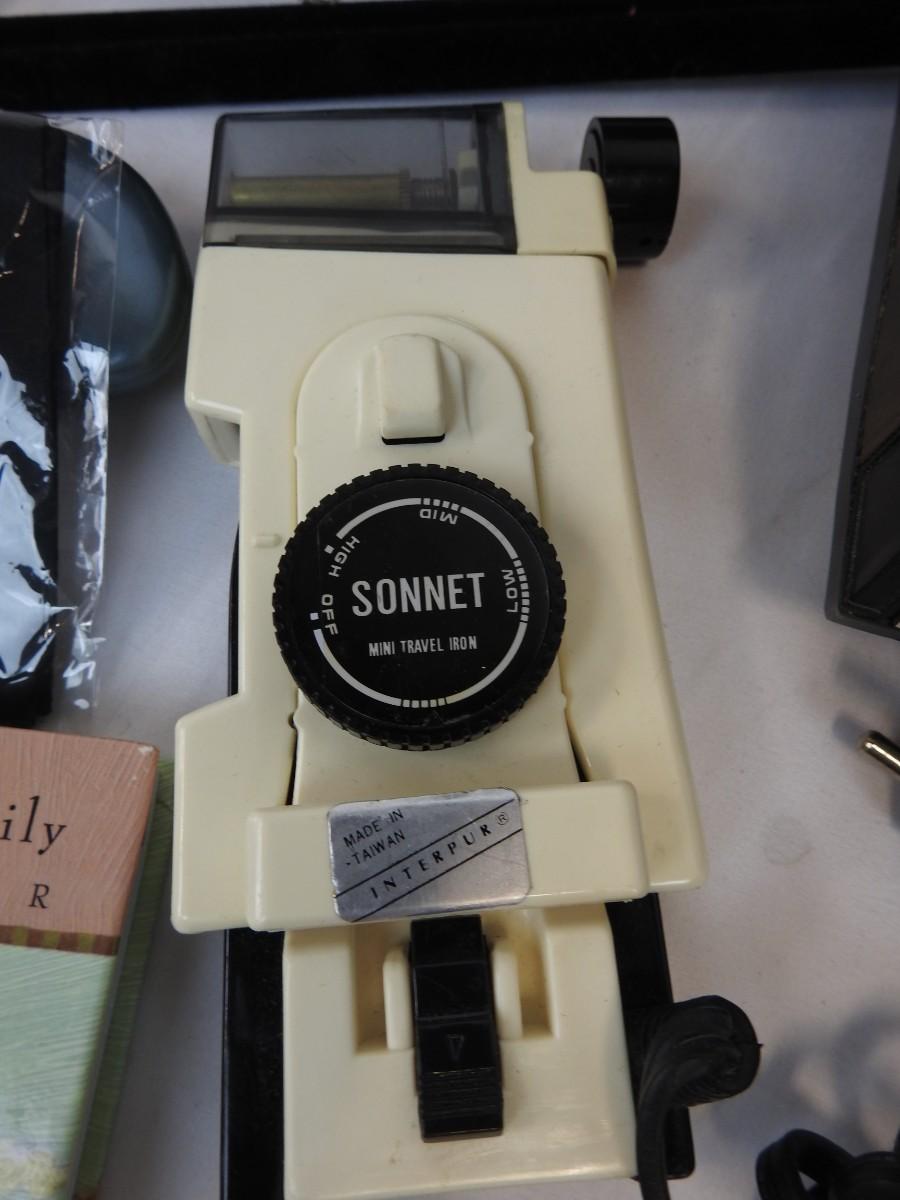 MID
HIGH
LOW
OFF
SONNET
MINI TRAVEL IRON
MADE IN
-TAIWAN
INTERPUR®
ily
R